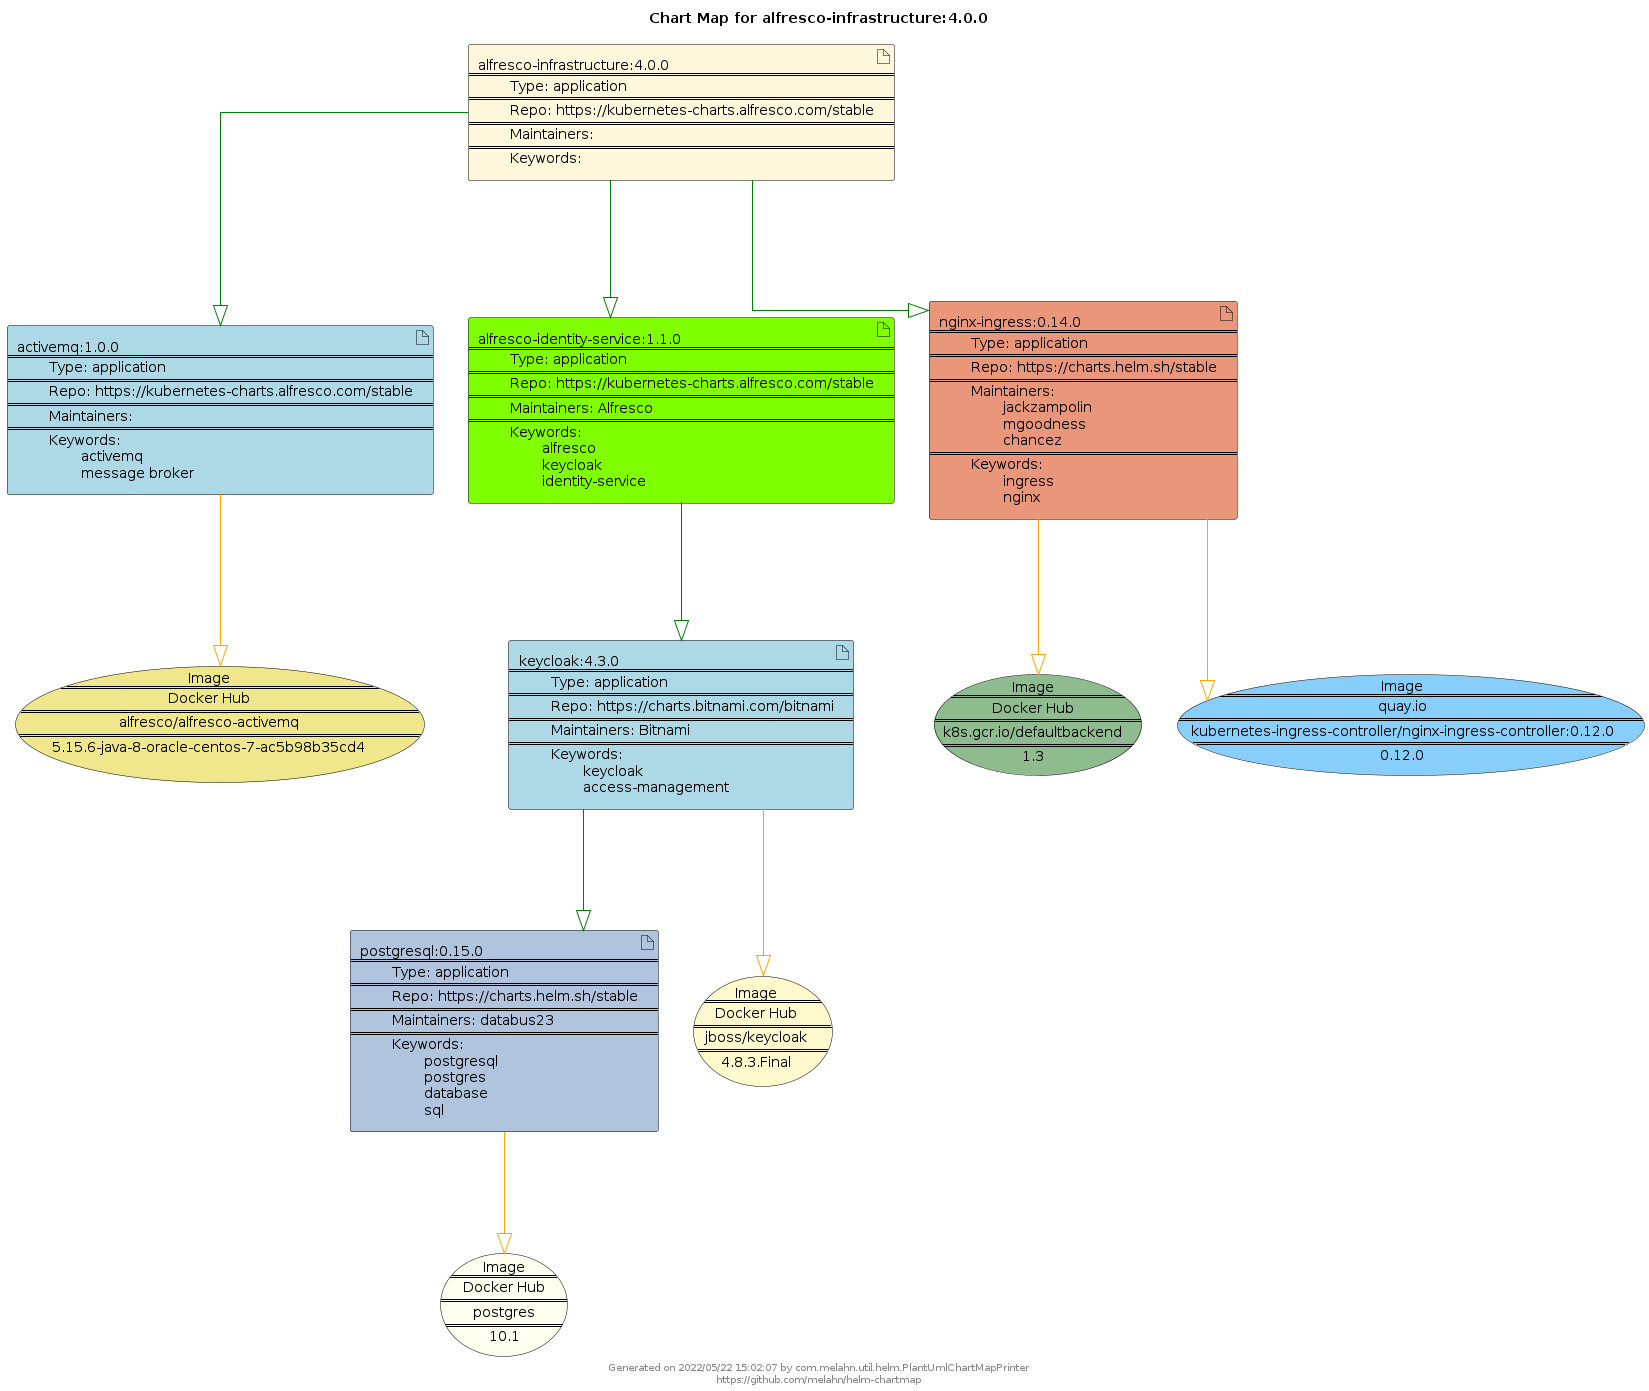 Chart Map for alfresco-infrastructure:4.0.0
alfresco-infrastructure:4.0.0
Type: application
Repo: https://kubernetes-charts.alfresco.com/stable
Maintainers:
Keywords:
activemq:1.0.0
Type: application
Repo: https://kubernetes-charts.alfresco.com/stable
Maintainers:
Keywords:
activemq
message broker
alfresco-identity-service:1.1.0
Type: application
Repo: https://kubernetes-charts.alfresco.com/stable
Maintainers: Alfresco
Keywords:
alfresco
keycloak
identity-service
nginx-ingress:0.14.0
Type: application
Repo: https://charts.helm.sh/stable
Maintainers:
jackzampolin
mgoodness
chancez
Keywords:
ingress
nginx
Image
Docker Hub
alfresco/alfresco-activemq
5.15.6-java-8-oracle-centos-7-ac5b98b35cd4
keycloak:4.3.0
Type: application
Repo: https://charts.bitnami.com/bitnami
Maintainers: Bitnami
Keywords:
keycloak
access-management
Image
Docker Hub
k8s.gcr.io/defaultbackend
1.3
Image
quay.io
kubernetes-ingress-controller/nginx-ingress-controller:0.12.0
0.12.0
postgresql:0.15.0
Type: application
Repo: https://charts.helm.sh/stable
Maintainers: databus23
Keywords:
postgresql
postgres
database
sql
Image
Docker Hub
jboss/keycloak
4.8.3.Final
Image
Docker Hub
postgres
10.1
Generated on 2022/05/22 15:02:07 by com.melahn.util.helm.PlantUmlChartMapPrinter
https://github.com/melahn/helm-chartmap